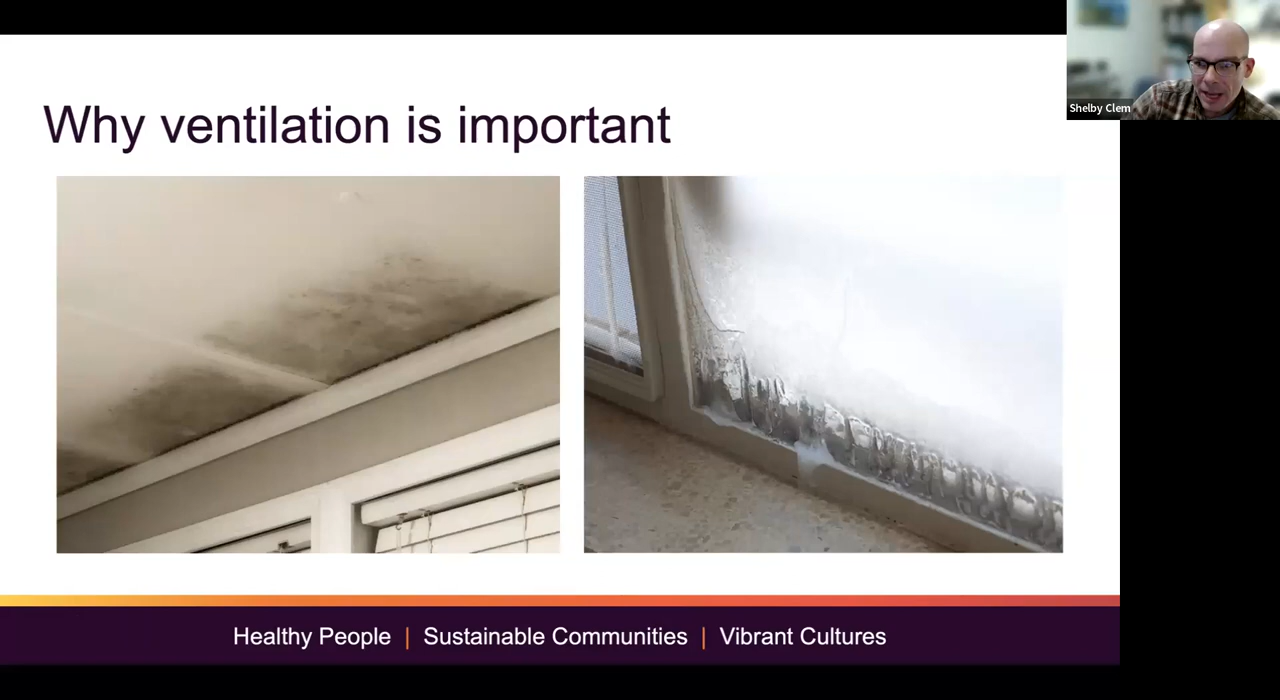 Shelby Clem
Why ventilation is important
Healthy People | Sustainable Communities | Vibrant Cultures